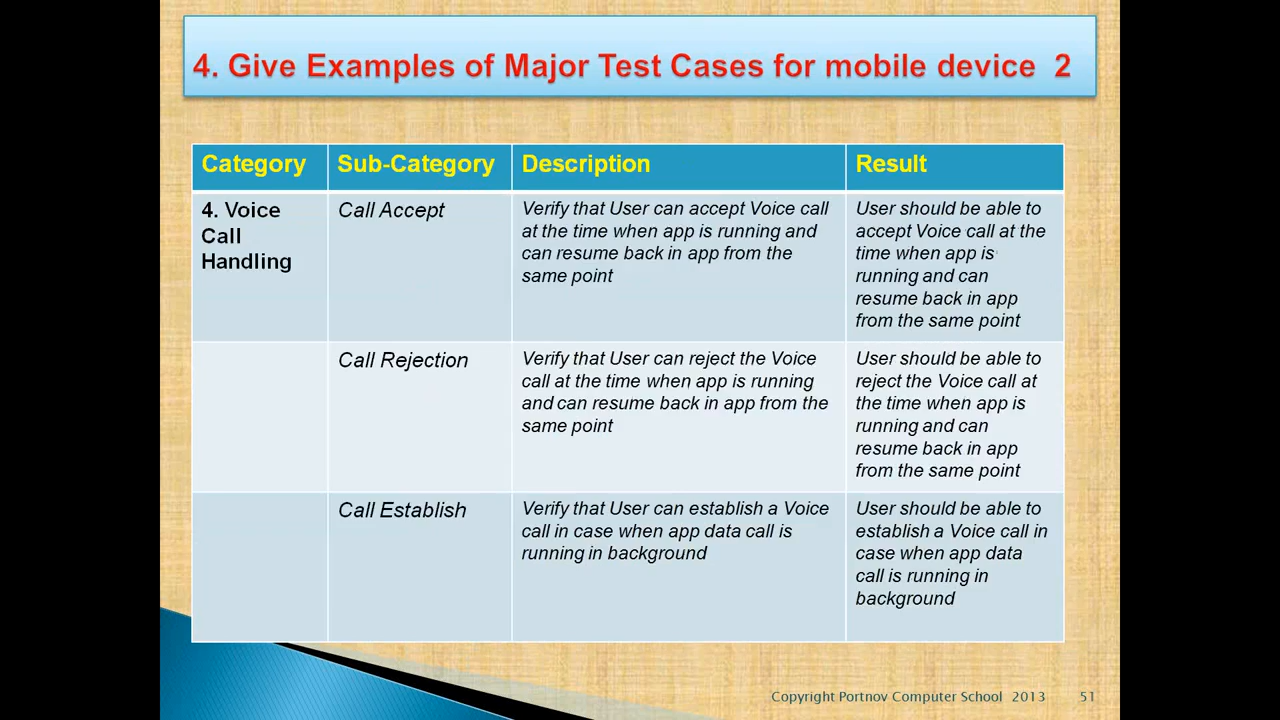 4. Give Examples of Major Test Cases for mobile device 2
Category Sub-Category Description Result
4. Voice
Call
Handling
Call Accept
Verify that User can accept Voice call
at the time when app is running and
can resume back in app from the
same point
User should be able to
accept Voice call at the
time when app is
running and can
resume back in app
from the same point
Call Rejection
Verify that User can reject the Voice
call at the time when app is running
and can resume back in app from the
same point
User should be able to
reject the Voice call at
the time when app is
running and can
resume back in app
from the same point
Call Establish
Verify that User can establish a Voice
call in case when app data call is
running in background
User should be able to
establish a Voice call in
case when app data
call is running in
background
Copyright Portnov Computer School 2013 51